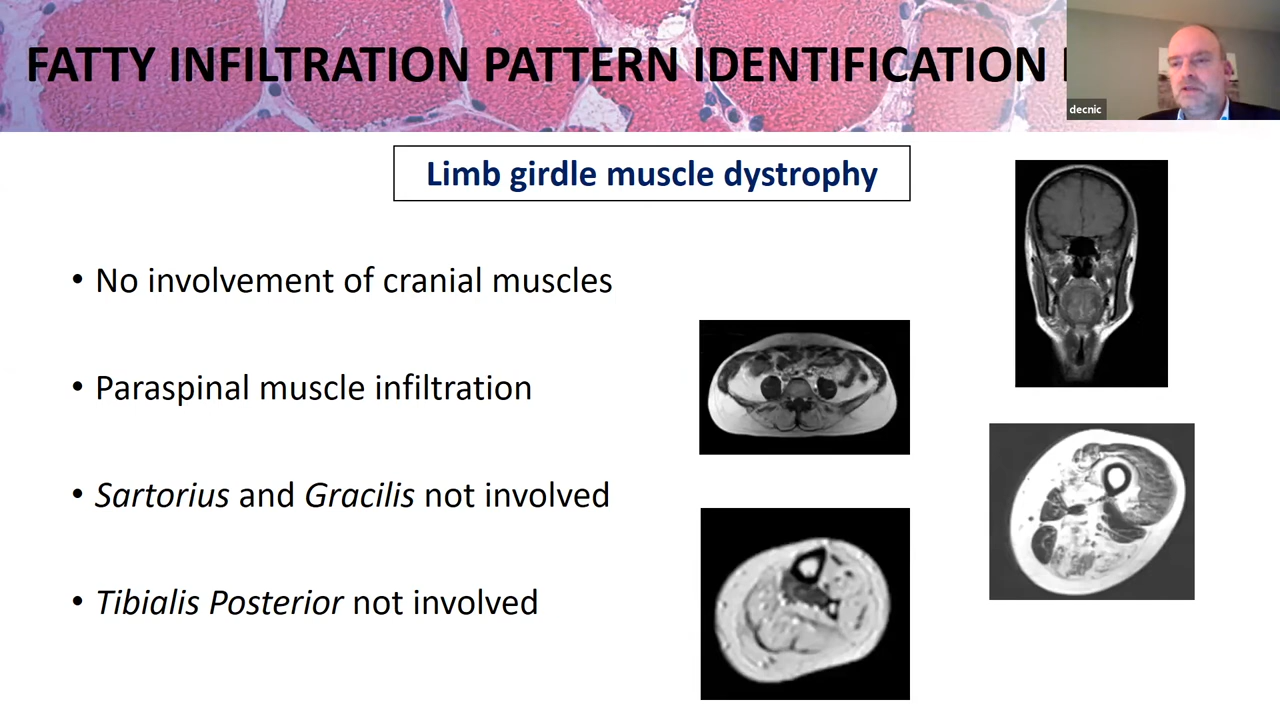 FATTY INFILTRATION PATTERN IDENTIFICATION
decnic
Limb girdle muscle dystrophy
• No involvement of cranial muscles
• Paraspinal muscle infiltration
• Sartorius and Gracilis not involved
• Tibialis Posterior not involved